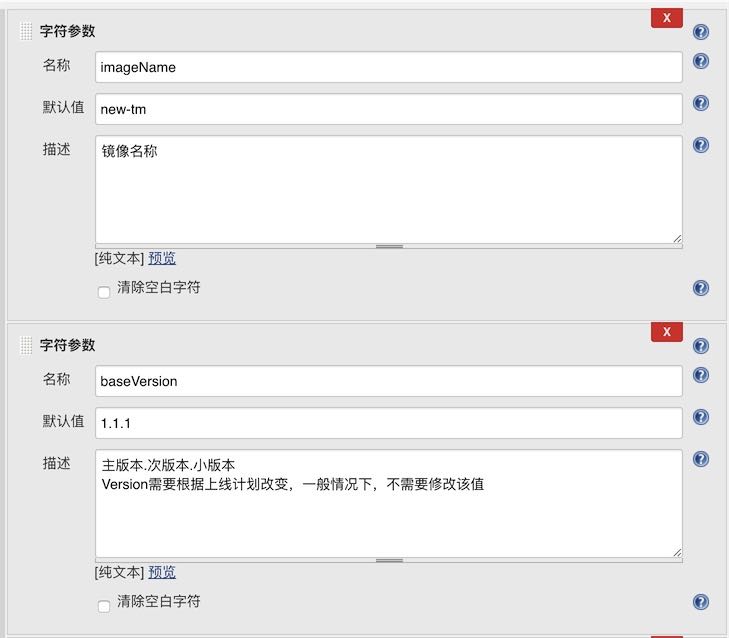 X
字符参数
名称 imageName
默认值 new-tm
描述 镜像名称
[纯文本] 预览
清除空白字符
X
字符参数
名称 baseVersion
默认值 1.1.1
描述 主版本.次版本.小版本
Version需要根据上线计划改变，一般情况下，不需要修改该值
[纯文本] 预览
清除空白字符